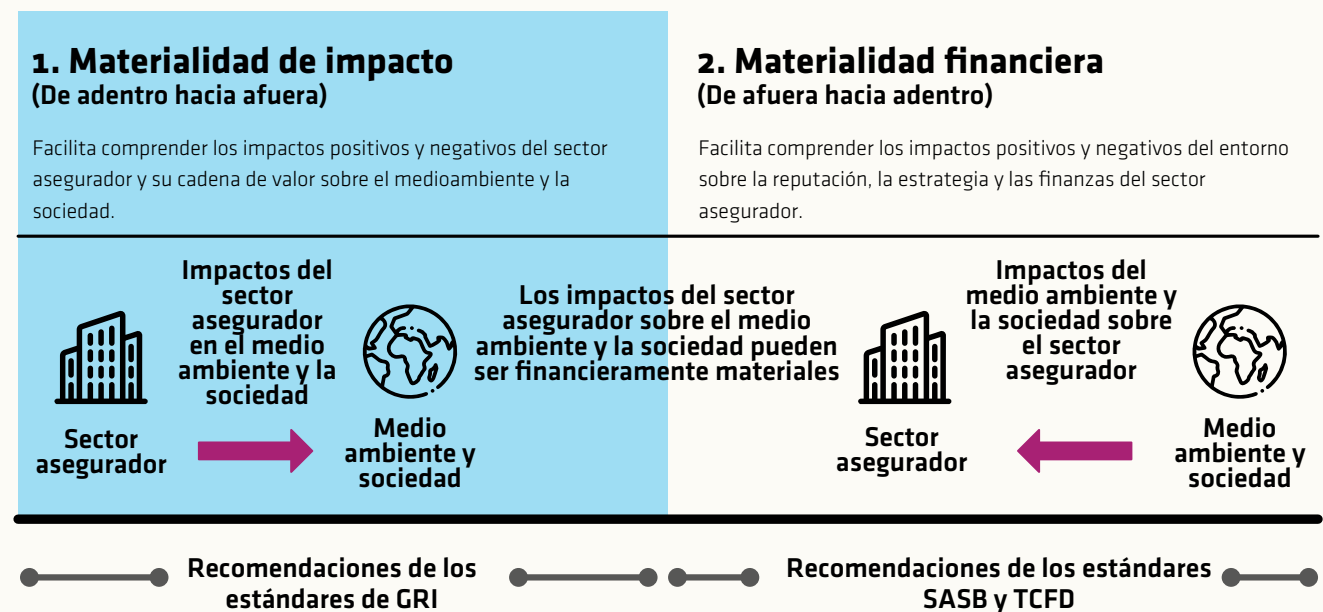 1. Materialidad de impacto
(De adentro hacia afuera)
Facilita comprender los impactos positivos y negativos del sector
asegurador y su cadena de valor sobre el medioambiente y la
sociedad.
2. Materialidad financiera
(De afuera hacia adentro)
Facilita comprender los impactos positivos y negativos del entorno
sobre la reputación, la estrategia y las finanzas del sector
asegurador.
Sector
asegurador
Impactos del
sector
asegurador
en el medio
ambiente y la
sociedad
Medio
ambiente y
sociedad
Los impactos del sector
asegurador sobre el medio
ambiente y la sociedad pueden
ser financieramente materiales
Sector
asegurador
Impactos del
medio ambiente y
la sociedad sobre
el sector
asegurador
Medio
ambiente y
sociedad
Recomendaciones de los
estándares de GRI
Recomendaciones de los estándares
SASB y TCFD